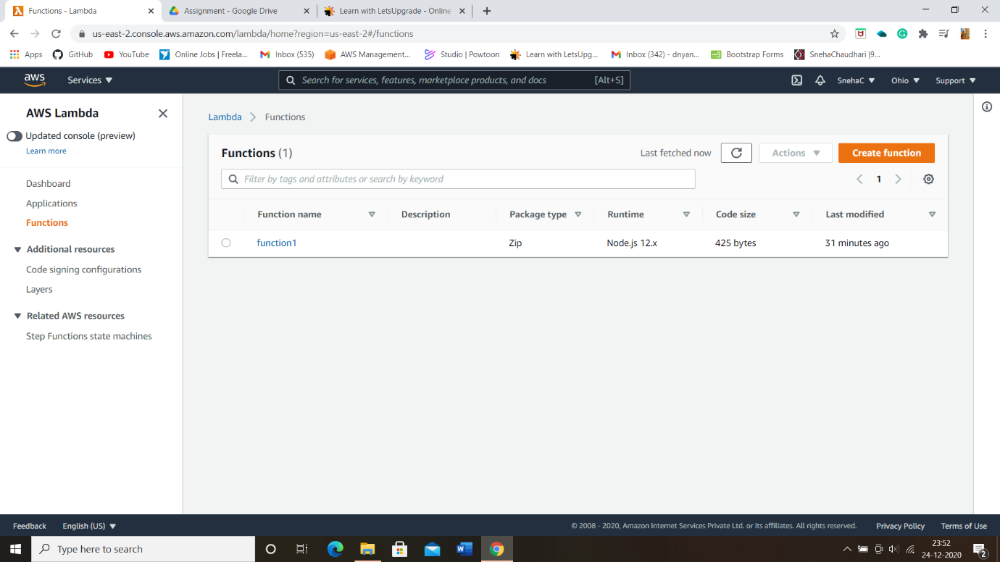 Functions - Lambda
Assignment - Google Drive
Learn with LetsUpgrade - Online
us-east-2.console.aws.amazon.com/lambda/home?region=us-east-2#/functions
Apps GitHub YouTube Online Jobs | Freela... Inbox (535) AWS Management... Studio | Powtoon Learn with LetsUpg... Inbox (342) - dnyan... Bootstrap Forms SnehaChaudhari |9...
aws Services Search for services, features, marketplace products, and docs [Alt+S] SnehaC Ohio Support
AWS Lambda
Updated console (preview)
Learn more
Dashboard
Applications
Functions
Additional resources
Code signing configurations
Layers
Related AWS resources
Step Functions state machines
Lambda Functions
Functions (1) Last fetched now Actions Create function
Filter by tags and attributes or search by keyword 1
Function name Description Package type Runtime Code size Last modified
function1 Zip Node.js 12.x 425 bytes 31 minutes ago
Feedback English (US) © 2008 - 2020, Amazon Internet Services Private Ltd. or its affiliates. All rights reserved. Privacy Policy Terms of Use
Type here to search
23:52
24-12-2020
2